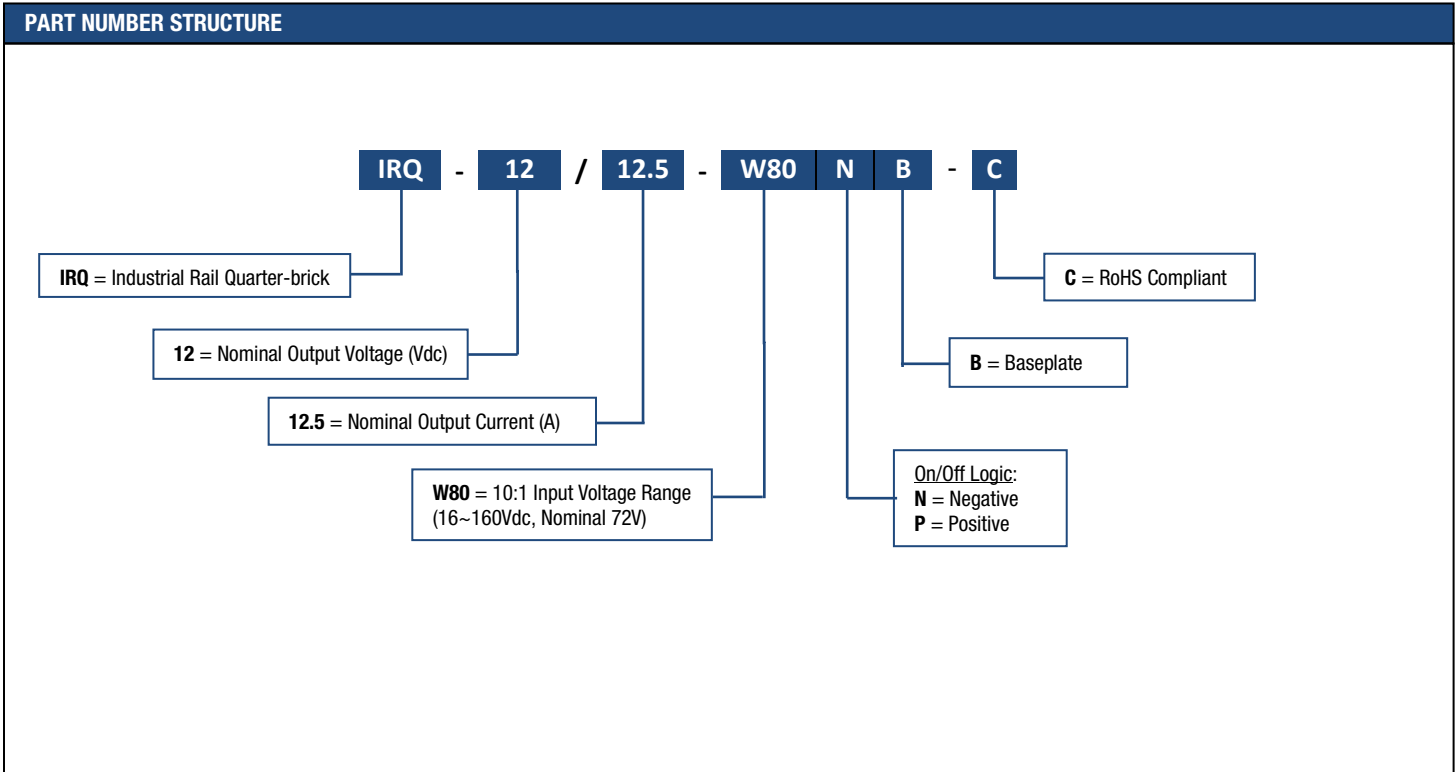 PART NUMBER STRUCTURE
IRQ - 12 / 12.5 - W80 N B - C
IRQ = Industrial Rail Quarter-brick
C = RoHS Compliant
12 = Nominal Output Voltage (Vdc)
B = Baseplate
12.5 = Nominal Output Current (A)
W80 = 10:1 Input Voltage Range
(16~160Vdc, Nominal 72V)
On/Off Logic:
N = Negative
P = Positive